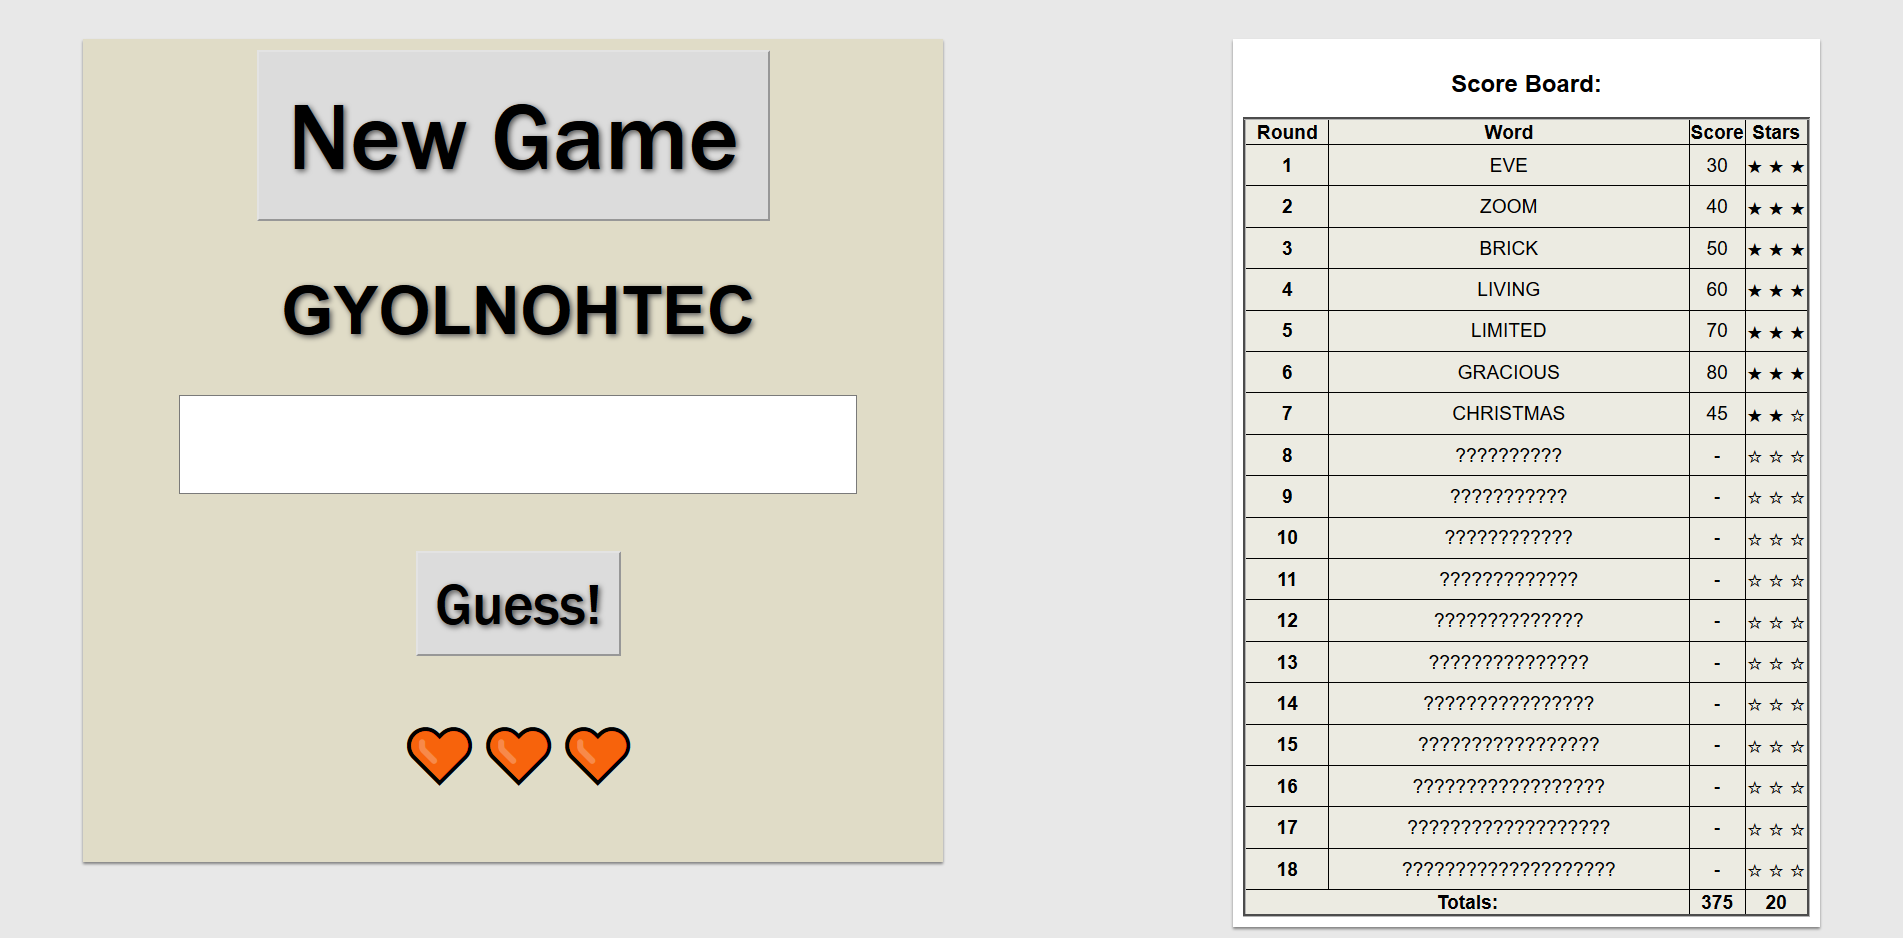 New Game
GYOLNOHTEC
Guess!
Score Board:
Round Word Score Stars
1 EVE 30 ★ ★ ★
2 ZOOM 40 ★ ★ ★
3 BRICK 50 ★ ★ ★
4 LIVING 60 ★ ★ ★
5 LIMITED 70 ★ ★ ★
6 GRACIOUS 80 ★ ★ ★
7 CHRISTMAS 45 ★ ★ ☆
8 ?????????? - ☆ ☆ ☆
9 ??????????? - ☆ ☆ ☆
10 ???????????? - ☆ ☆ ☆
11 ????????????? - ☆ ☆ ☆
12 ?????????????? - ☆ ☆ ☆
13 ??????????????? - ☆ ☆ ☆
14 ???????????????? - ☆ ☆ ☆
15 ????????????????? - ☆ ☆ ☆
16 ?????????????????? - ☆ ☆ ☆
17 ??????????????????? - ☆ ☆ ☆
18 ???????????????????? - ☆ ☆ ☆
Totals: 375 20